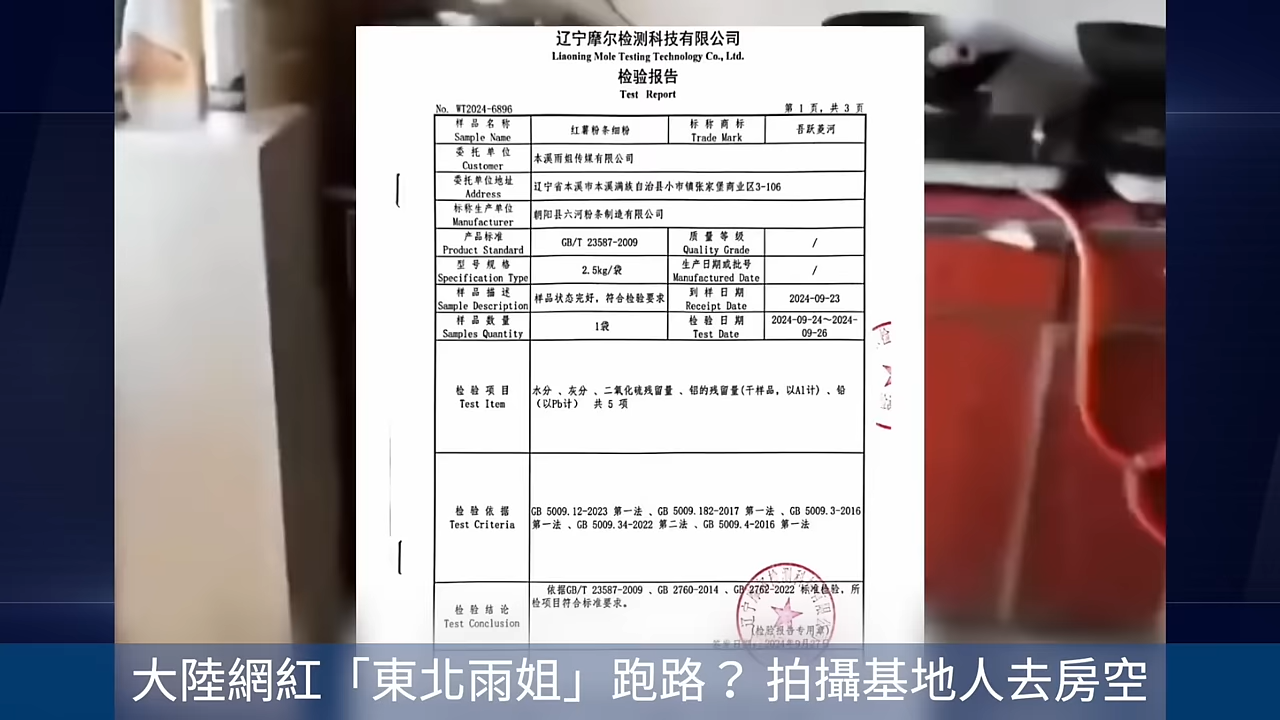 辽宁摩尔检测科技有限公司
Liaoning Mole Testing Technology Co., Ltd.
检验报告
Test Report
No. WT2024-6896 第 1 页，共 3 页
样品名称 红薯粉条细粉 标称商标 吾跃菱河
Sample Name Trade Mark
委托单位 本溪雨姐传媒有限公司
Customer
委托单位地址 辽宁省本溪市本溪满族自治县小市镇张家堡商业区3-106
Address
标称生产单位 朝阳县六河粉条制造有限公司
Manufacturer
产品标准 GB/T 23587-2009 质量等级 /
Product Standard Quality Grade
型号规格 2.5kg/袋 生产日期或批号 /
Specification Type Manufactured Date
样品描述 样品状态完好，符合检验要求 到样日期 2024-09-23
Sample Description Receipt Date
样品数量 1袋 检验日期 2024-09-24~2024-
Samples Quantity Test Date 09-26
检验项目 水分 、灰分 、二氧化硫残留量 、铝的残留量(干样品，以Al计) 、铅
Test Item （以Pb计） 共 5 项
检验依据 GB 5009.12-2023 第一法 、GB 5009.182-2017 第一法 、GB 5009.3-2016
Test Criteria 第一法 、GB 5009.34-2022 第二法 、GB 5009.4-2016 第一法
依据GB/T 23587-2009 、GB 2760-2014 、GB 2762-2022 标准检验，所
检验结论 检项目符合标准要求。
Test Conclusion
(检验报告专用章)
大陸網紅「東北雨姐」跑路？ 拍攝基地人去房空